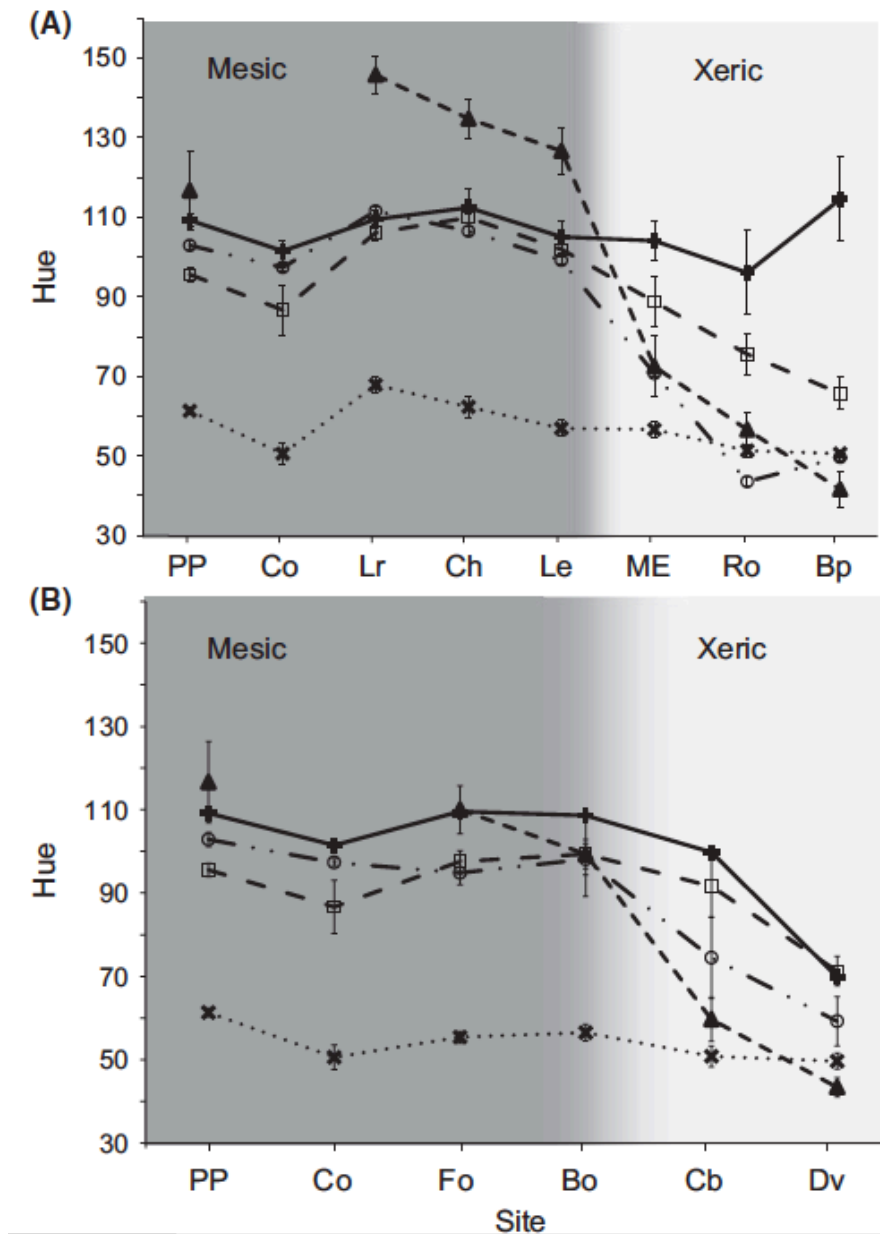 (A)
Mesic
Xeric
150
130
110
90
70
50
30
Hue
PP Co Lr Ch Le ME Ro Bp
(B)
Mesic
Xeric
150
130
110
90
70
50
30
Hue
PP Co Fo Bo Cb Dv
Site